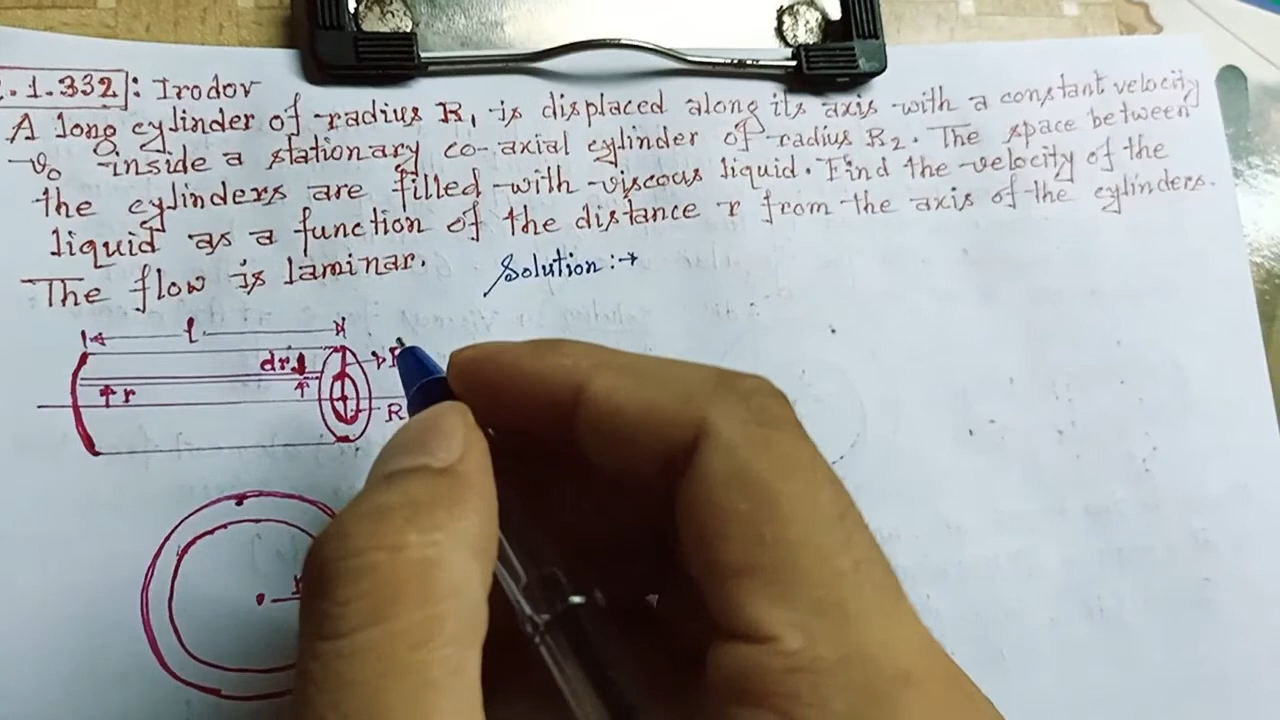 .1.332: Irodov
A long cylinder of radius R₁ is displaced along its axis with a constant velocity
v₀ inside a stationary co-axial cylinder of radius R₂. The space between
the cylinders are filled with viscous liquid. Find the velocity of the
liquid as a function of the distance r from the axis of the cylinders.
The flow is laminar.
Solution:→
l
dr
r
R
r